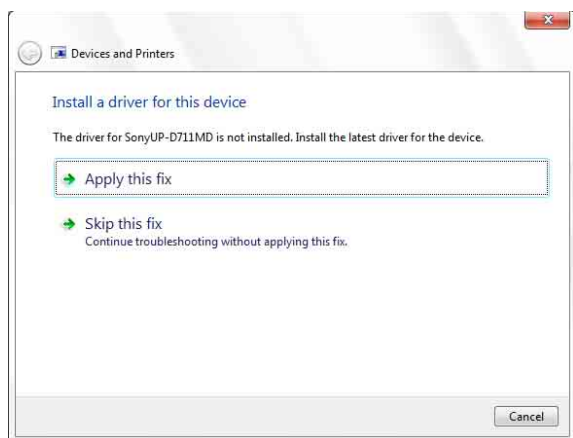 Devices and Printers
Install a driver for this device
The driver for SonyUP-D711MD is not installed. Install the latest driver for the device.
Apply this fix
Skip this fix
Continue troubleshooting without applying this fix.
Cancel